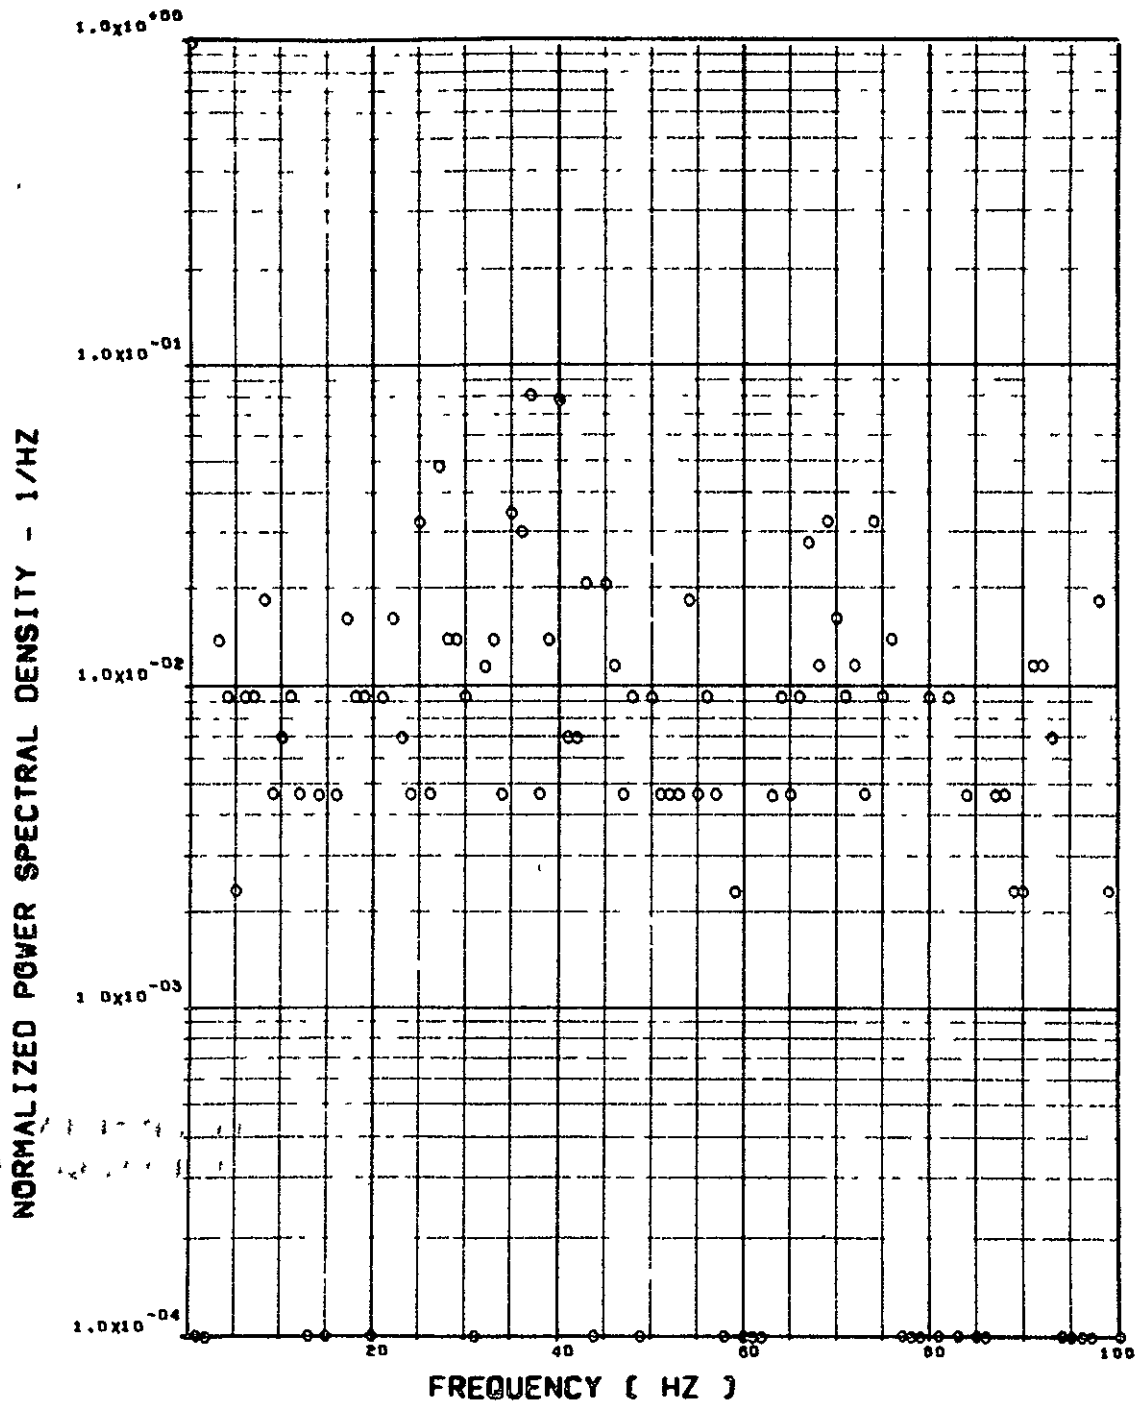 1.0X10+00
1.0X10-01
1.0X10-02
1 0X10-03
1.0X10-04
NORMALIZED POWER SPECTRAL DENSITY - 1/HZ
20 40 60 80 100
FREQUENCY ( HZ )